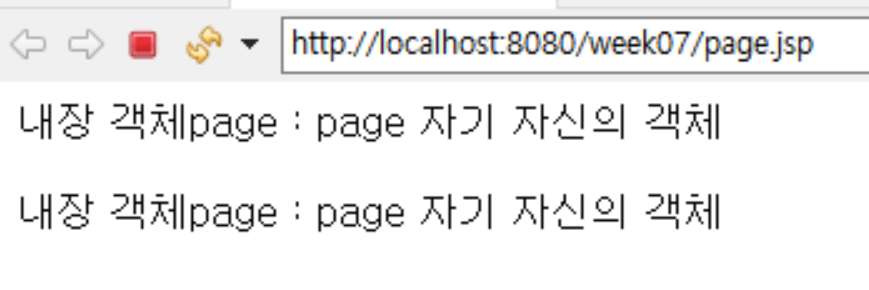 http://localhost:8080/week07/page.jsp
내장 객체page : page 자기 자신의 객체
내장 객체page : page 자기 자신의 객체